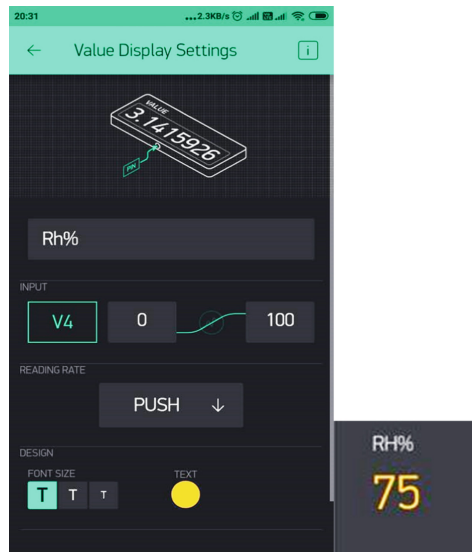 20:31 ...2.3KB/s
← Value Display Settings i
VALUE
3.1415926
PIN
Rh%
INPUT
V4 0 100
READING RATE
PUSH ↓
DESIGN
FONT SIZE TEXT
T T T
RH%
75